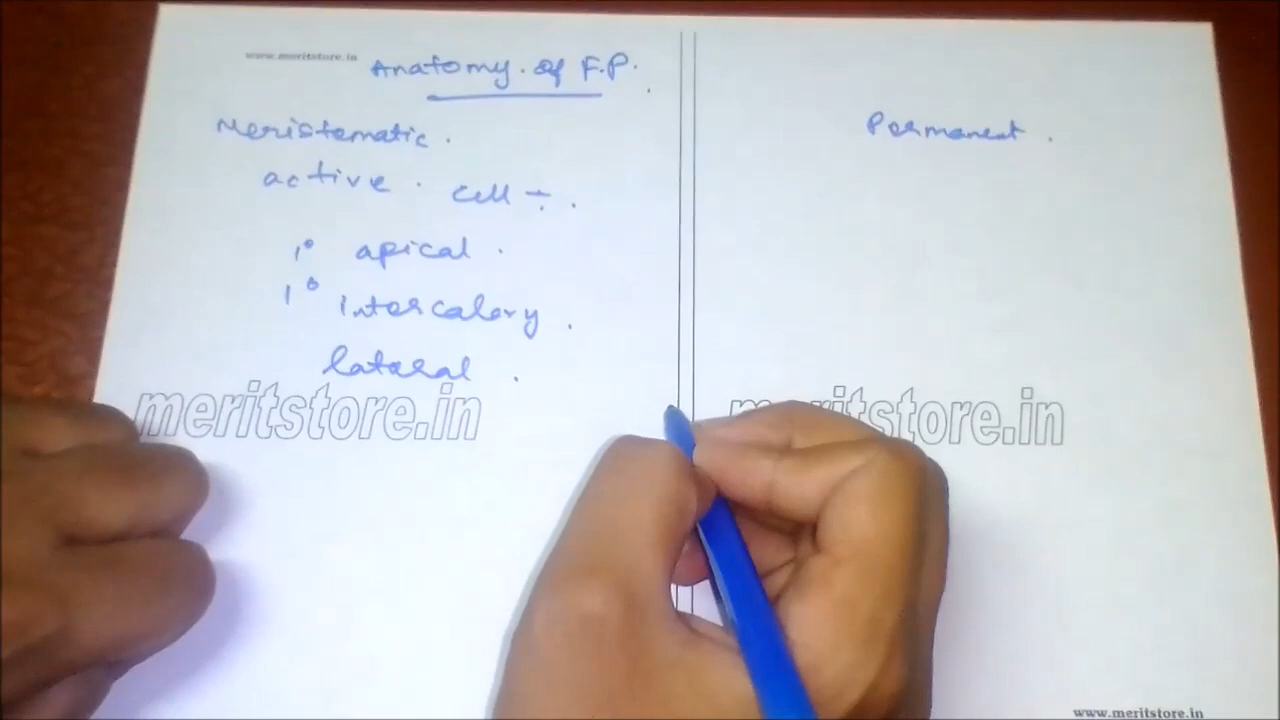 www.meritstore.in
Anatomy of F.P.
Meristematic.
active. cell ÷.
1° apical.
1° Intercalery.
lateral.
meritstore.in
Permanent.
meritstore.in
www.meritstore.in